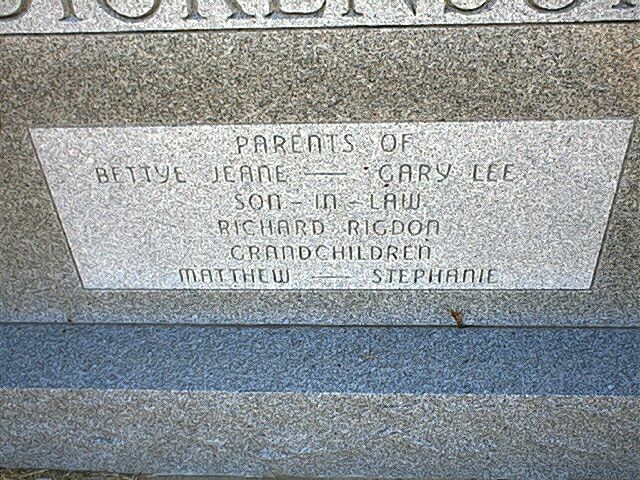 PARENTS OF
BETTYE JEANE — GARY LEE
SON-IN-LAW
RICHARD RIGDON
GRANDCHILDREN
MATTHEW — STEPHANIE